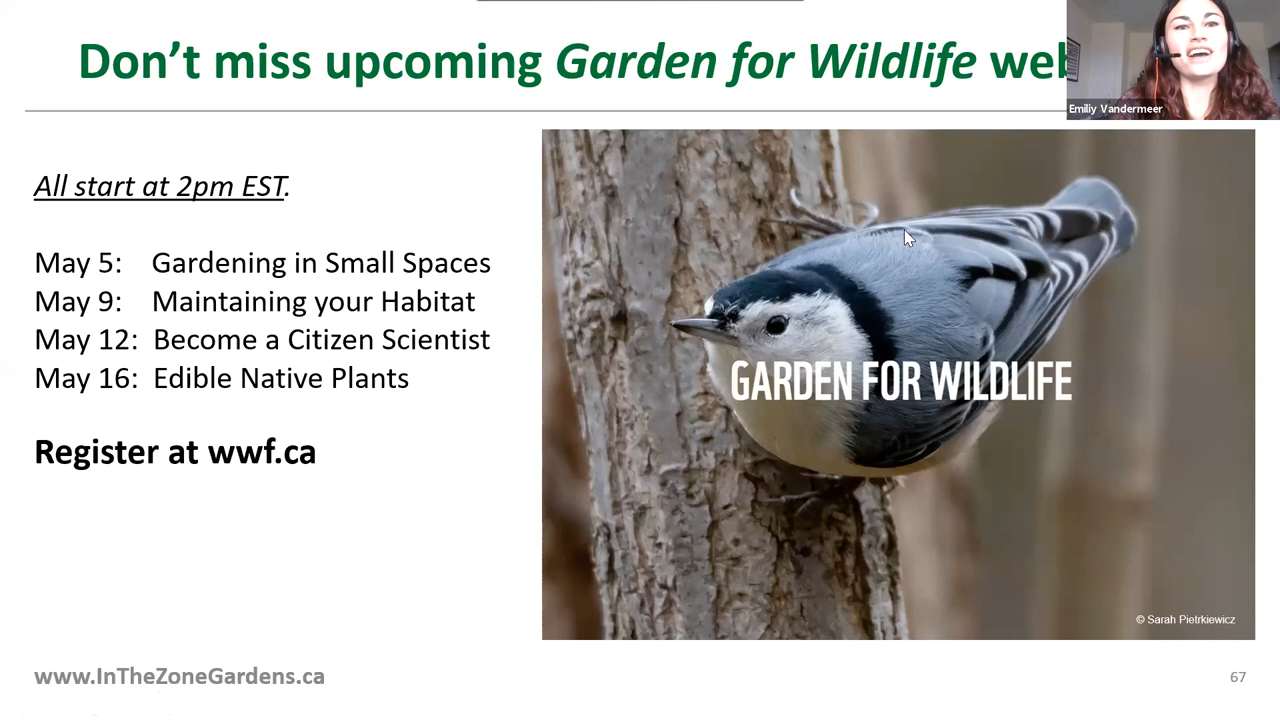 Don't miss upcoming Garden for Wildlife
Emiliy Vandermeer
All start at 2pm EST.
May 5: Gardening in Small Spaces
May 9: Maintaining your Habitat
May 12: Become a Citizen Scientist
May 16: Edible Native Plants
Register at wwf.ca
GARDEN FOR WILDLIFE
© Sarah Pietrkiewicz
www.InTheZoneGardens.ca
67